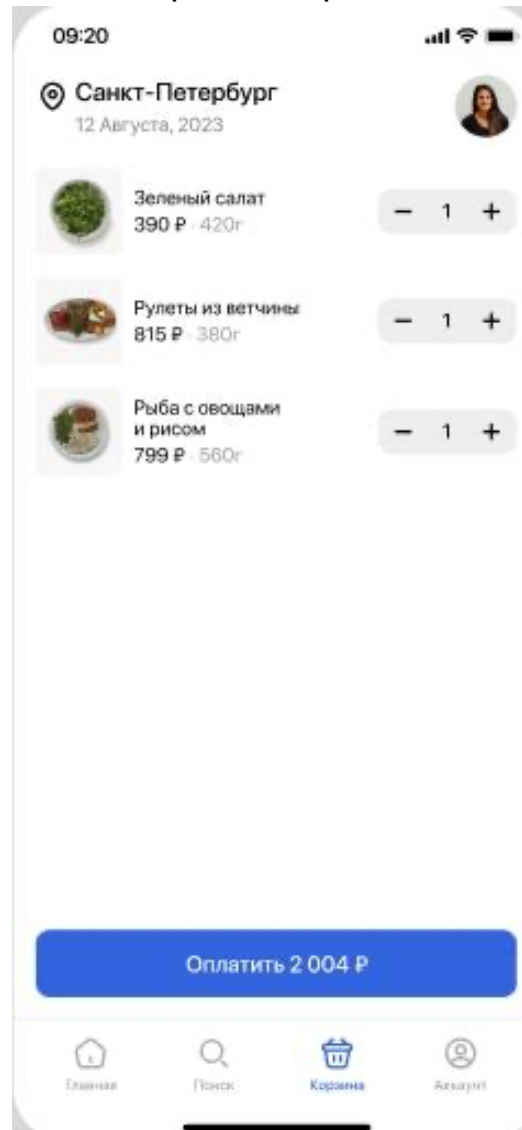 09:20
Санкт-Петербург
12 Августа, 2023
Зеленый салат
390 ₽ · 420г
− 1 +
Рулеты из ветчины
815 ₽ · 380г
− 1 +
Рыба с овощами
и рисом
799 ₽ · 560г
− 1 +
Оплатить 2 004 ₽
Главная Поиск Корзина Аккаунт